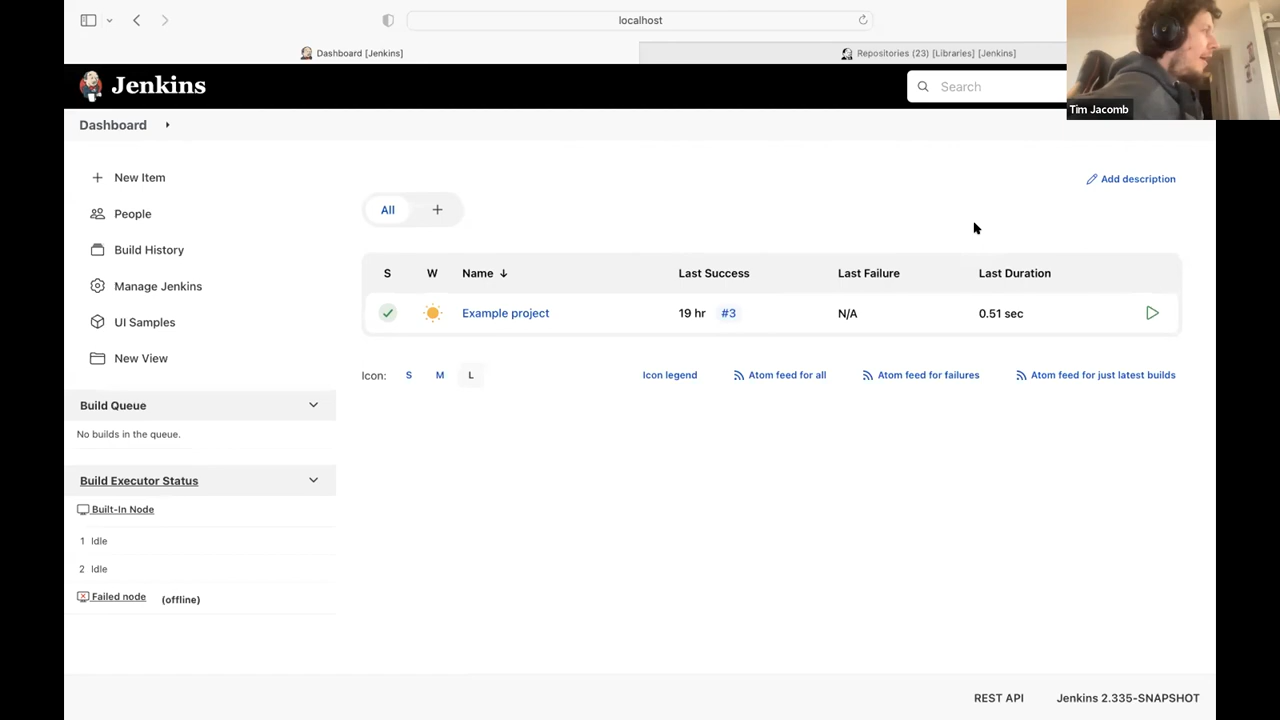 localhost
Dashboard [Jenkins]
Repositories (23) [Libraries] [Jenkins]
Jenkins
Search
Tim Jacomb
Dashboard
New Item
People
Build History
Manage Jenkins
UI Samples
New View
Add description
All +
S W Name ↓ Last Success Last Failure Last Duration
Example project 19 hr #3 N/A 0.51 sec
Icon: S M L
Icon legend Atom feed for all Atom feed for failures Atom feed for just latest builds
Build Queue
No builds in the queue.
Build Executor Status
Built-In Node
1 Idle
2 Idle
Failed node (offline)
REST API Jenkins 2.335-SNAPSHOT